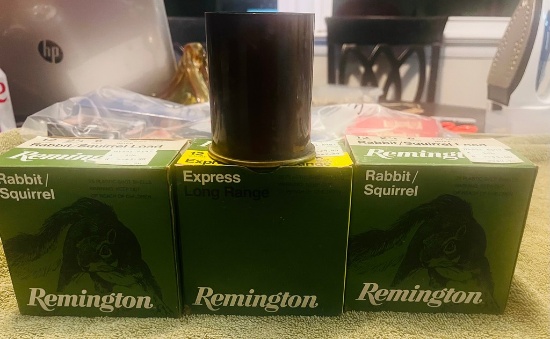 hp
Rabbit/Squirrel Load
Remington
Rabbit/
Squirrel
Remington
Express
Long Range
Remington
Rabbit/Squirrel Load
Remington
Rabbit/
Squirrel
Remington